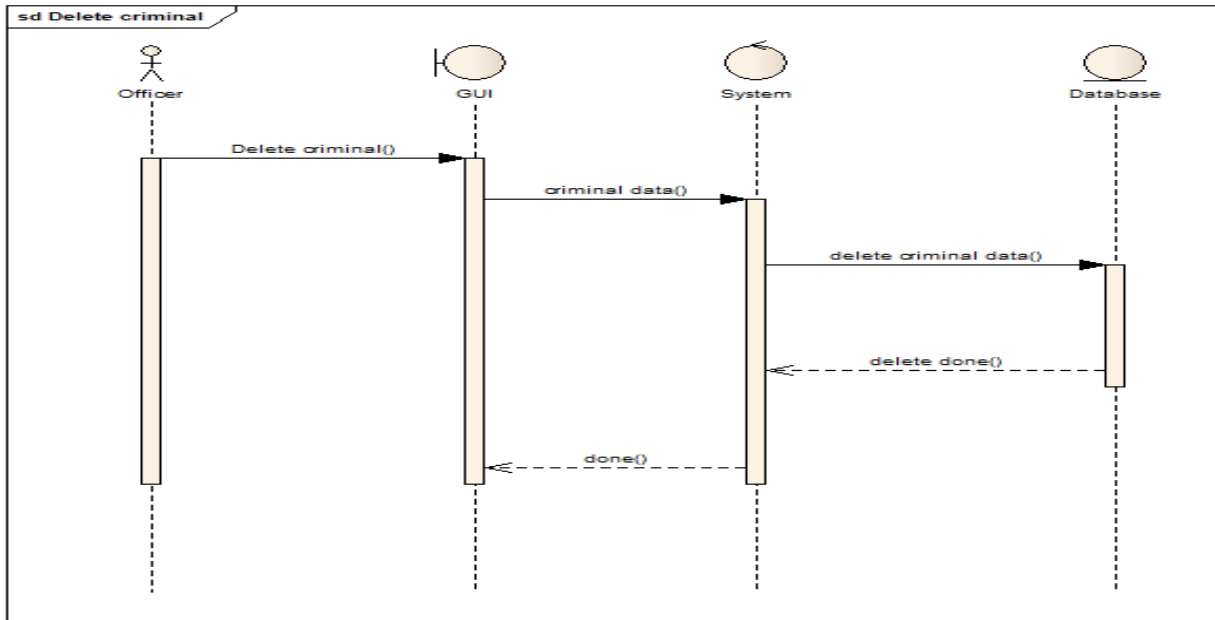 sd Delete criminal
Officer
GUI
System
Database
Delete criminal()
criminal data()
delete criminal data()
delete done()
done()